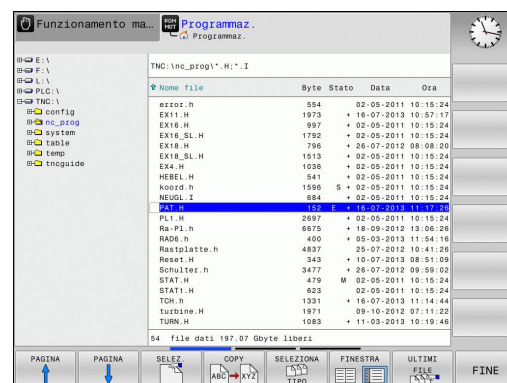 Funzionamento ma...
PGM MGT
Programmaz.
Programmaz.
E:\
F:\
L:\
PLC:\
TNC:\
config
nc_prog
system
table
temp
tncguide
TNC:\nc_prog\*.H;*.I
Nome file Byte Stato Data Ora
error.h 554 02-05-2011 10:15:24
EX11.H 1973 + 16-07-2013 10:57:17
EX16.H 997 + 02-05-2011 10:15:24
EX16_SL.H 1792 + 02-05-2011 10:15:24
EX18.H 796 + 26-07-2012 08:08:20
EX18_SL.H 1513 + 02-05-2011 10:15:24
EX4.H 1036 + 02-05-2011 10:15:24
HEBEL.H 541 + 02-05-2011 10:15:24
koord.h 1596 S + 02-05-2011 10:15:24
NEUGL.I 684 + 02-05-2011 10:15:24
PAT.H 152 E + 16-07-2013 11:17:26
PL1.H 2697 + 02-05-2011 10:15:24
Ra-Pl.h 6675 + 18-09-2012 13:06:26
RAD6.h 400 + 05-03-2013 11:54:16
Rastplatte.h 4837 25-07-2012 10:41:26
Reset.H 343 + 10-07-2013 08:51:09
Schulter.h 3477 + 26-07-2012 09:59:02
STAT.H 479 M 02-05-2011 10:15:24
STAT1.H 623 02-05-2011 10:15:24
TCH.h 1331 + 16-07-2013 11:14:44
turbine.H 1971 09-10-2012 07:11:22
TURN.H 1083 + 11-03-2013 10:19:46
54 file dati 197.07 Gbyte liberi
PAGINA
PAGINA
SELEZ.
COPY
ABC XYZ
SELEZIONA
TIPO
FINESTRA
ULTIMI
FILE
FINE